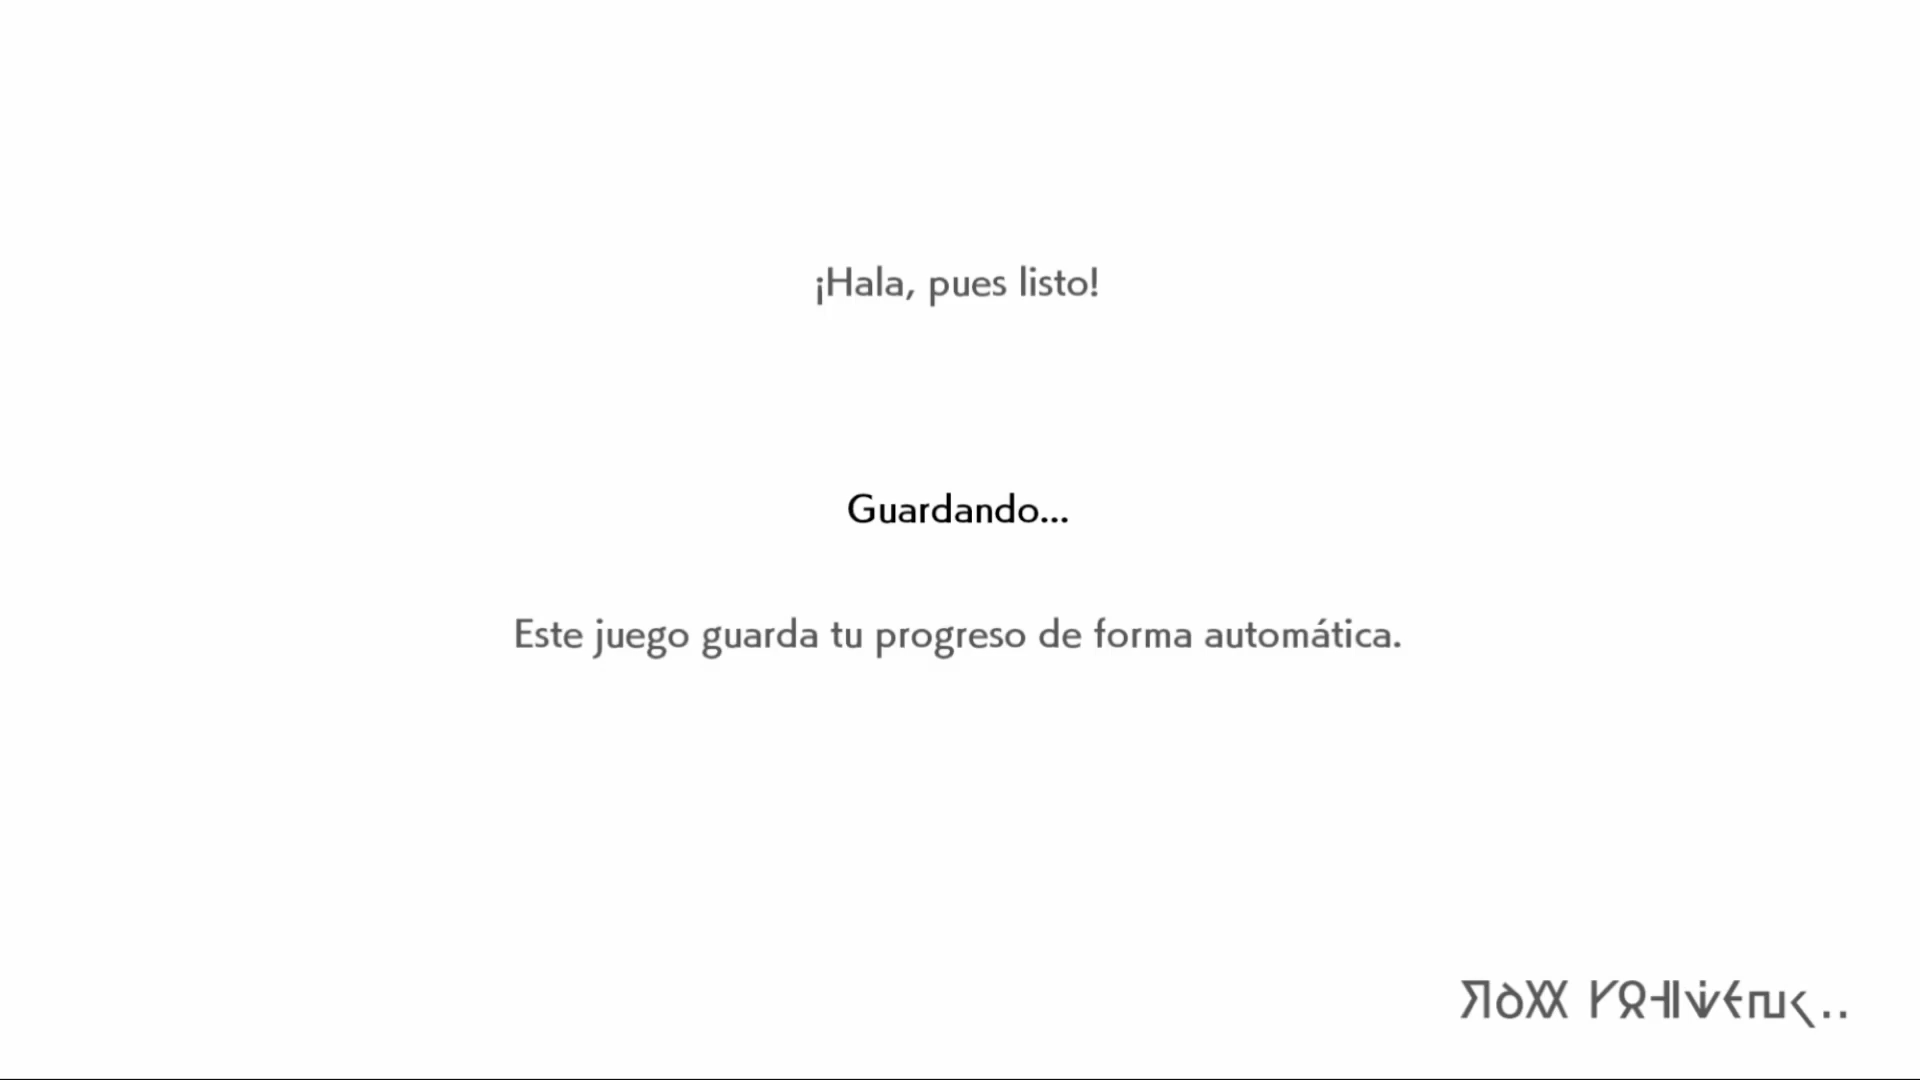 ¡Hala, pues listo!
Guardando...
Este juego guarda tu progreso de forma automática.